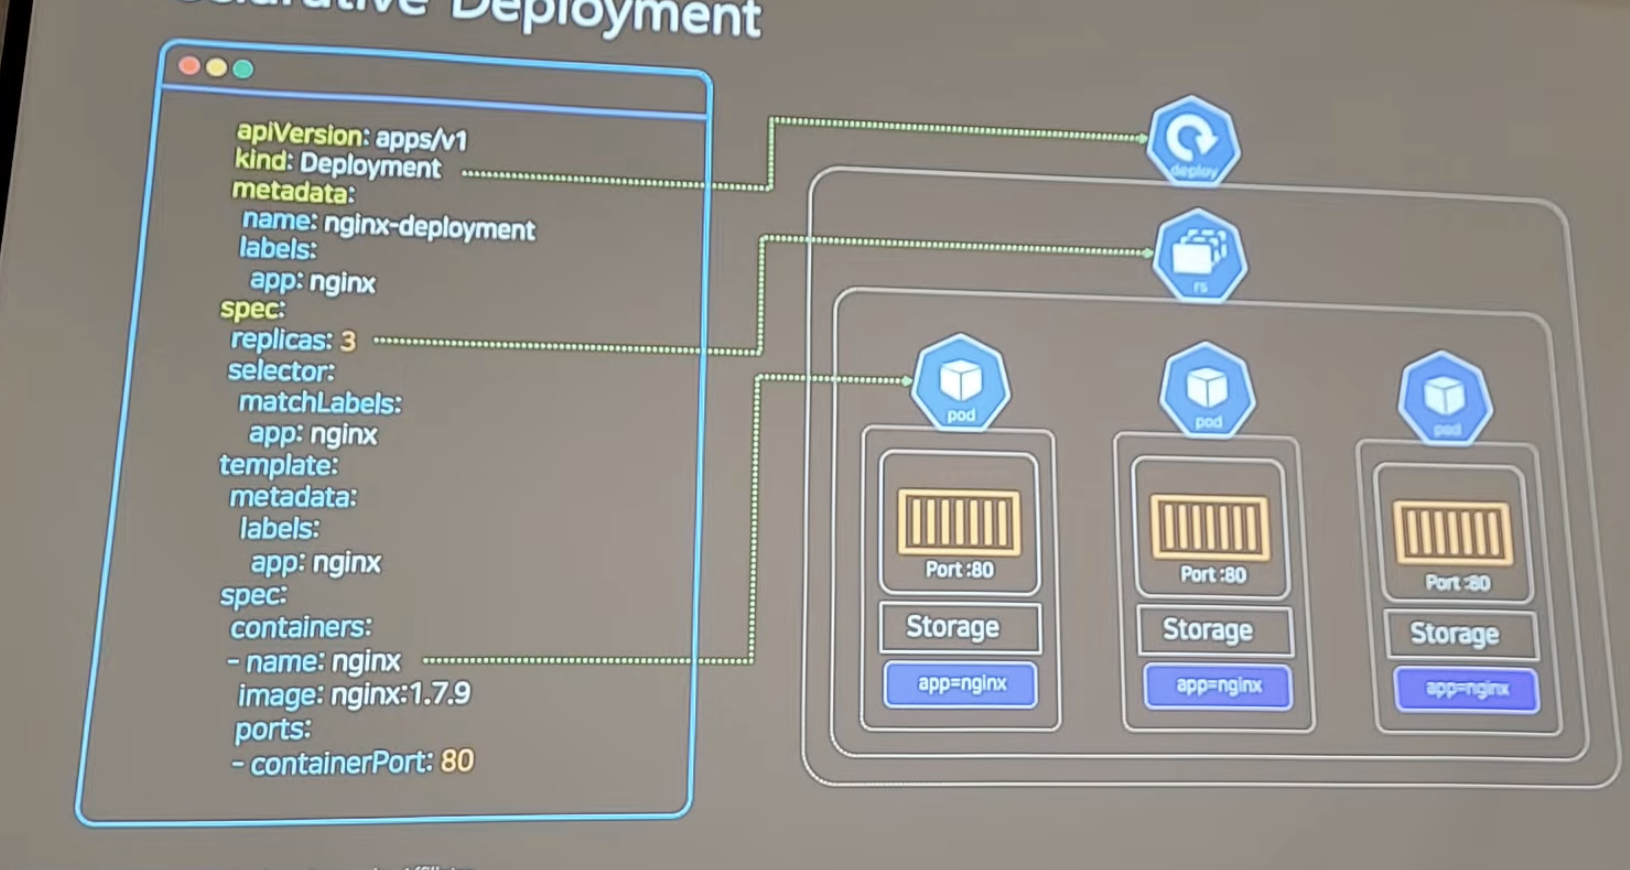 Deployment
apiVersion: apps/v1
kind: Deployment
metadata:
name: nginx-deployment
labels:
app: nginx
spec:
replicas: 3
selector:
matchLabels:
app: nginx
template:
metadata:
labels:
app: nginx
spec:
containers:
- name: nginx
image: nginx:1.7.9
ports:
- containerPort: 80
deploy
rs
pod
pod
pod
Port :80
Port :80
Port :80
Storage
Storage
Storage
app=nginx
app=nginx
app=nginx